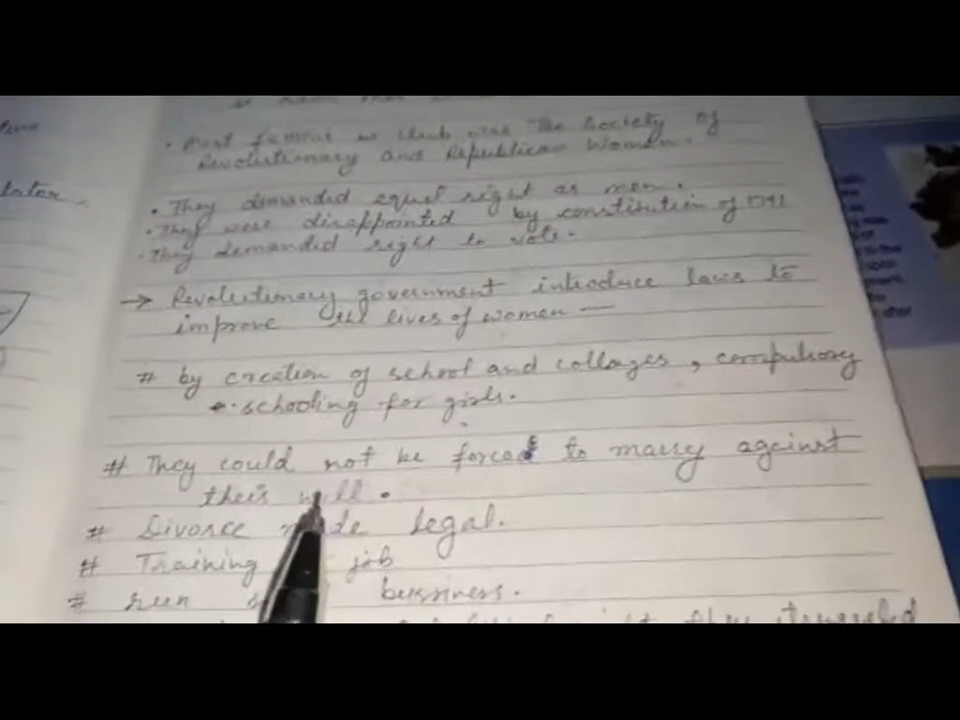 • Most famous club was The Society of
Revolutionary and Republican Women.
• They demanded equal right as men.
• They were disappointed by constitution of 1791
• They demanded right to vote.
→ Revolutionary government introduce laws to
improve lives of women —
# by creation of school and collages, compulsory
schooling for girls.
# They could not be forced to marry against
their will.
# Divorce made legal.
# Training job
# run bussiness.